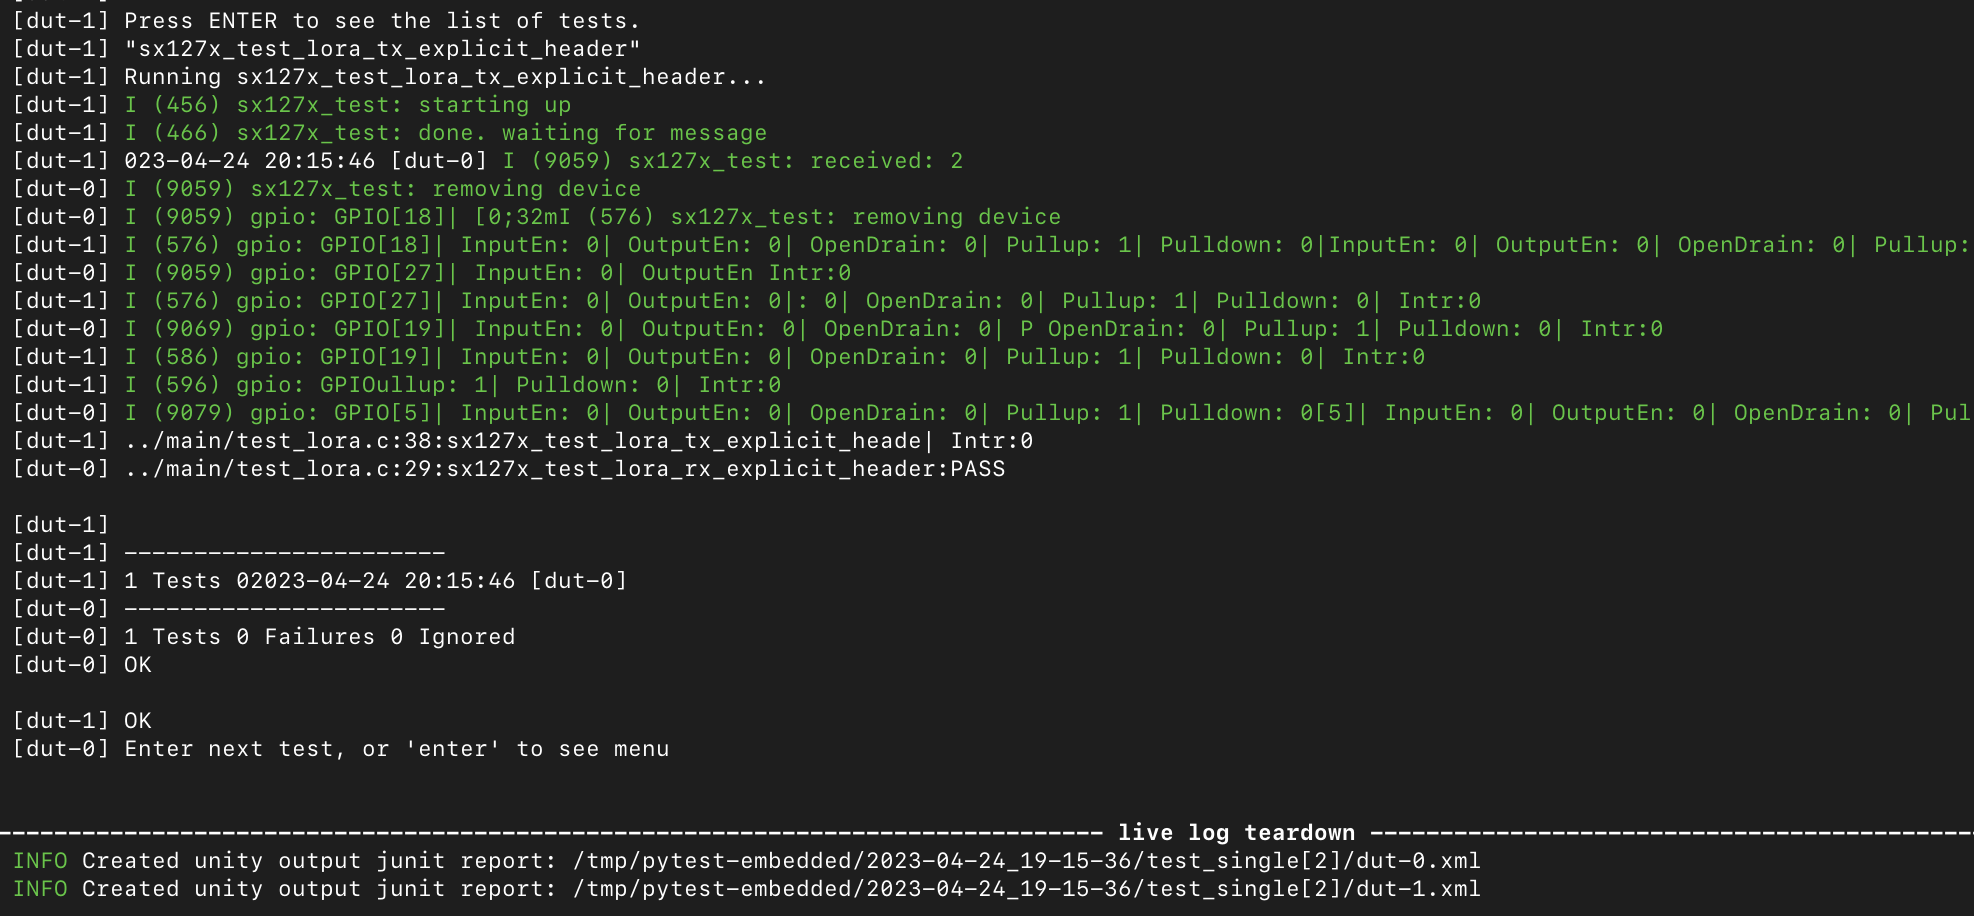 [dut-1] Press ENTER to see the list of tests.
[dut-1] "sx127x_test_lora_tx_explicit_header"
[dut-1] Running sx127x_test_lora_tx_explicit_header...
[dut-1] I (456) sx127x_test: starting up
[dut-1] I (466) sx127x_test: done. waiting for message
[dut-1] 023-04-24 20:15:46 [dut-0] I (9059) sx127x_test: received: 2
[dut-0] I (9059) sx127x_test: removing device
[dut-0] I (9059) gpio: GPIO[18]| [0;32mI (576) sx127x_test: removing device
[dut-1] I (576) gpio: GPIO[18]| InputEn: 0| OutputEn: 0| OpenDrain: 0| Pullup: 1| Pulldown: 0|InputEn: 0| OutputEn: 0| OpenDrain: 0| Pullup:
[dut-0] I (9059) gpio: GPIO[27]| InputEn: 0| OutputEn Intr:0
[dut-1] I (576) gpio: GPIO[27]| InputEn: 0| OutputEn: 0|: 0| OpenDrain: 0| Pullup: 1| Pulldown: 0| Intr:0
[dut-0] I (9069) gpio: GPIO[19]| InputEn: 0| OutputEn: 0| OpenDrain: 0| P OpenDrain: 0| Pullup: 1| Pulldown: 0| Intr:0
[dut-1] I (586) gpio: GPIO[19]| InputEn: 0| OutputEn: 0| OpenDrain: 0| Pullup: 1| Pulldown: 0| Intr:0
[dut-1] I (596) gpio: GPIOullup: 1| Pulldown: 0| Intr:0
[dut-0] I (9079) gpio: GPIO[5]| InputEn: 0| OutputEn: 0| OpenDrain: 0| Pullup: 1| Pulldown: 0[5]| InputEn: 0| OutputEn: 0| OpenDrain: 0| Pul
[dut-1] ../main/test_lora.c:38:sx127x_test_lora_tx_explicit_heade| Intr:0
[dut-0] ../main/test_lora.c:29:sx127x_test_lora_rx_explicit_header:PASS
[dut-1]
[dut-1] -----------------------
[dut-1] 1 Tests 02023-04-24 20:15:46 [dut-0]
[dut-0] -----------------------
[dut-0] 1 Tests 0 Failures 0 Ignored
[dut-0] OK
[dut-1] OK
[dut-0] Enter next test, or 'enter' to see menu
------------------------------------------------------------------------------- live log teardown -------------------------------------------
INFO Created unity output junit report: /tmp/pytest-embedded/2023-04-24_19-15-36/test_single[2]/dut-0.xml
INFO Created unity output junit report: /tmp/pytest-embedded/2023-04-24_19-15-36/test_single[2]/dut-1.xml